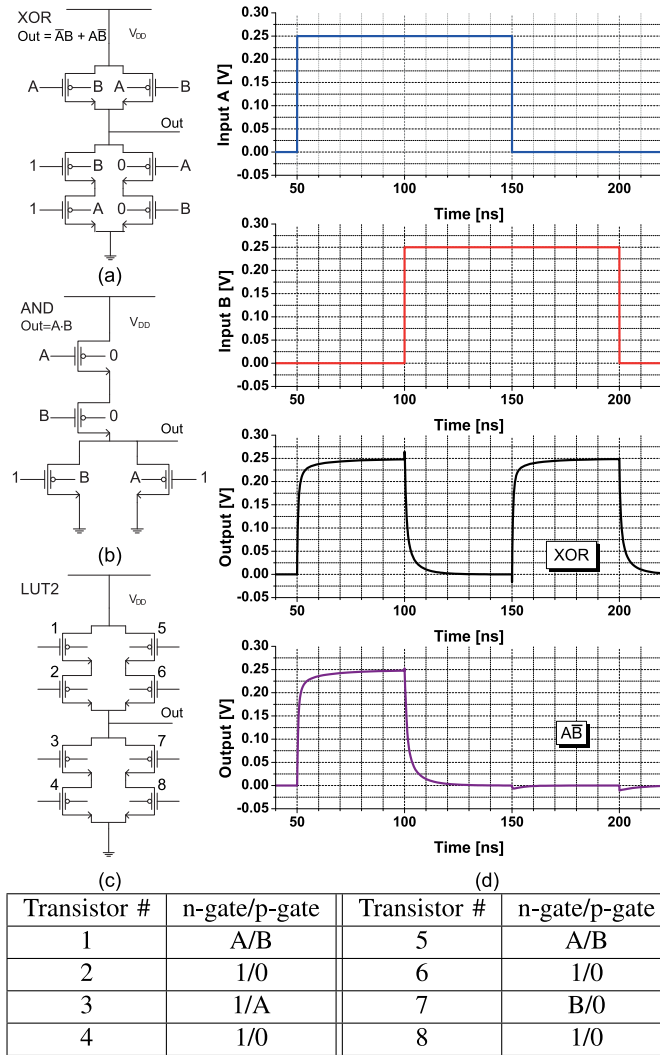 XOR
Out = A̅B + AB̅
V_DD
A B A B
Out
1 B 0 A
1 A 0 B
(a)
AND
Out=A·B
V_DD
A 0
B 0
Out
1 B A 1
(b)
LUT2
V_DD
1 5
2 6
Out
3 7
4 8
(c)
Input A [V]
0.30
0.25
0.20
0.15
0.10
0.05
0.00
-0.05
50 100 150 200
Time [ns]
Input B [V]
0.30
0.25
0.20
0.15
0.10
0.05
0.00
-0.05
50 100 150 200
Time [ns]
Output [V]
0.30
0.25
0.20
0.15
0.10
0.05
0.00
-0.05
XOR
50 100 150 200
Time [ns]
Output [V]
0.30
0.25
0.20
0.15
0.10
0.05
0.00
-0.05
AB̅
50 100 150 200
Time [ns]
(d)
Transistor # n-gate/p-gate Transistor # n-gate/p-gate
1 A/B 5 A/B
2 1/0 6 1/0
3 1/A 7 B/0
4 1/0 8 1/0